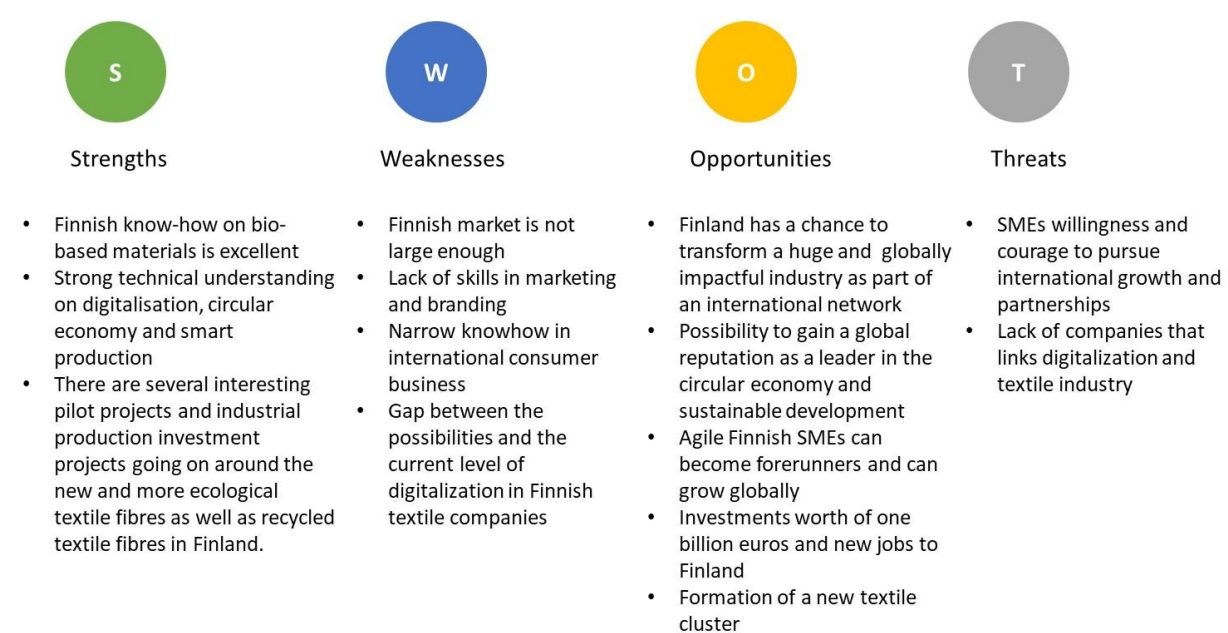 S
Strengths
• Finnish know-how on bio-
based materials is excellent
• Strong technical understanding
on digitalisation, circular
economy and smart
production
• There are several interesting
pilot projects and industrial
production investment
projects going on around the
new and more ecological
textile fibres as well as recycled
textile fibres in Finland.
W
Weaknesses
• Finnish market is not
large enough
• Lack of skills in marketing
and branding
• Narrow knowhow in
international consumer
business
• Gap between the
possibilities and the
current level of
digitalization in Finnish
textile companies
O
Opportunities
• Finland has a chance to
transform a huge and globally
impactful industry as part of
an international network
• Possibility to gain a global
reputation as a leader in the
circular economy and
sustainable development
• Agile Finnish SMEs can
become forerunners and can
grow globally
• Investments worth of one
billion euros and new jobs to
Finland
• Formation of a new textile
cluster
T
Threats
• SMEs willingness and
courage to pursue
international growth and
partnerships
• Lack of companies that
links digitalization and
textile industry